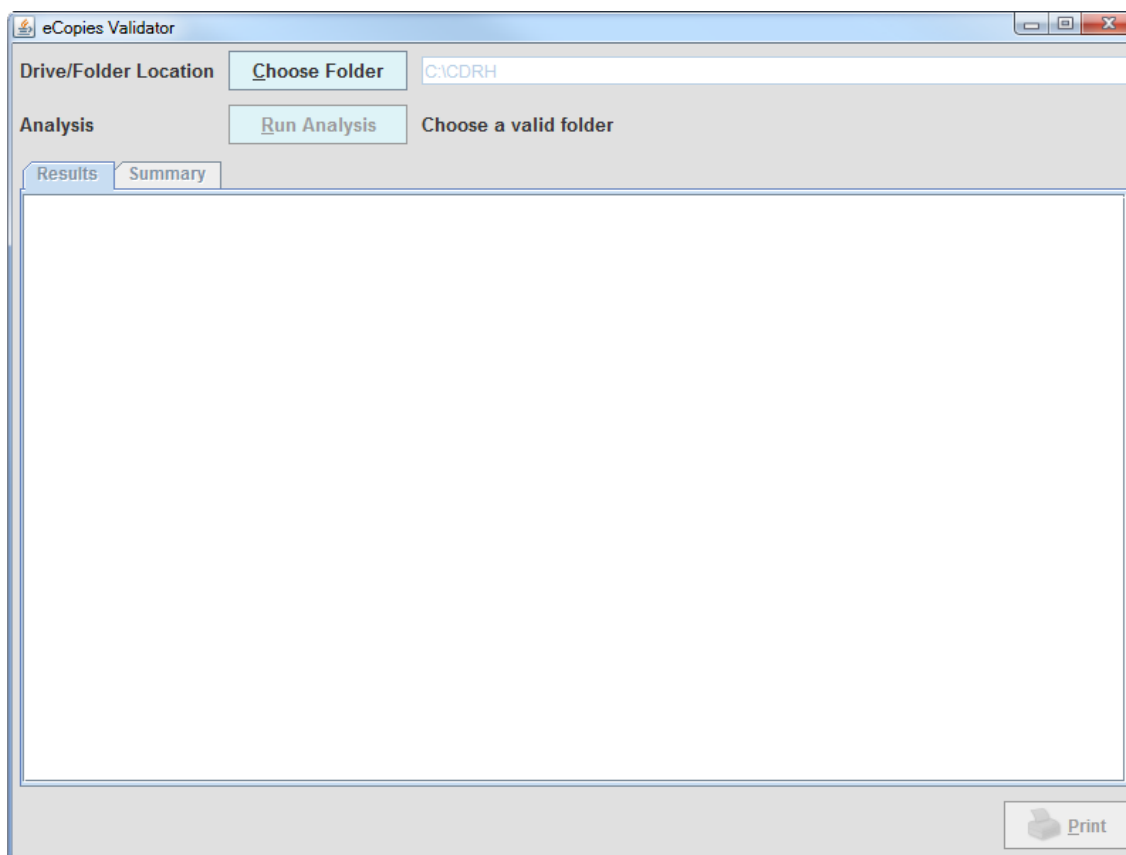 eCopies Validator
Drive/Folder Location Choose Folder C:\CDRH
Analysis Run Analysis Choose a valid folder
Results Summary
Print